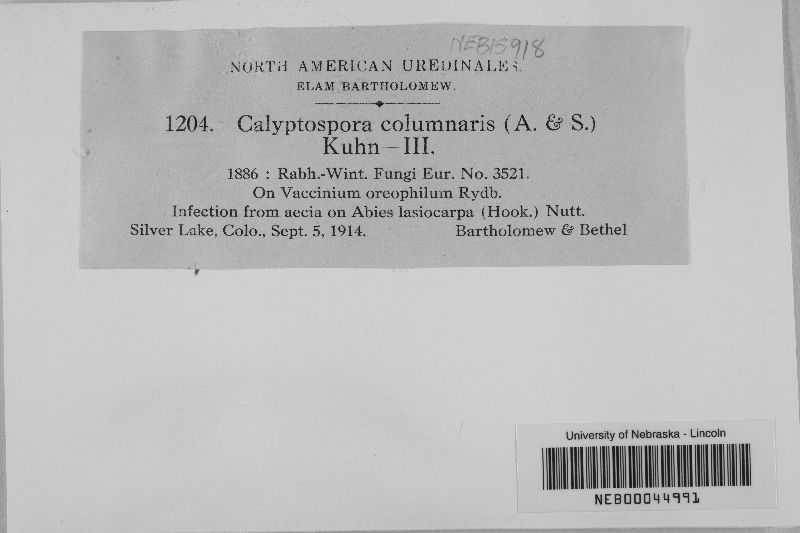 NEB15918
NORTH AMERICAN UREDINALES.
ELAM BARTHOLOMEW.
1204. Calyptospora columnaris (A. & S.)
Kuhn—III.
1886 : Rabh.-Wint. Fungi Eur. No. 3521.
On Vaccinium oreophilum Rydb.
Infection from aecia on Abies lasiocarpa (Hook.) Nutt.
Silver Lake, Colo., Sept. 5, 1914. Bartholomew & Bethel
University of Nebraska - Lincoln
NEB00044991